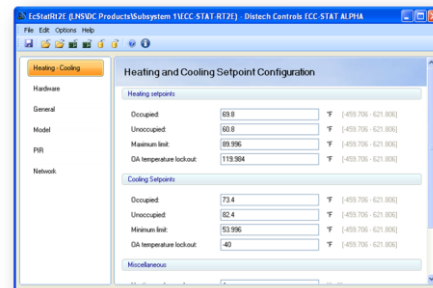 EcStatRt2E (LNS\DC Products\Subsystem 1\ECC-STAT-RT2E) - Distech Controls ECC-STAT ALPHA
File Edit Options Help
Heating - Cooling
Hardware
General
Model
PIR
Network
Heating and Cooling Setpoint Configuration
Heating setpoints
Occupied: 69.8 °F [-459.706 - 621.806]
Unoccupied: 60.8 °F [-459.706 - 621.806]
Maximum limit: 89.996 °F [-459.706 - 621.806]
OA temperature lockout: 119.984 °F [-459.706 - 621.806]
Cooling Setpoints
Occupied: 73.4 °F [-459.706 - 621.806]
Unoccupied: 82.4 °F [-459.706 - 621.806]
Minimum limit: 53.996 °F [-459.706 - 621.806]
OA temperature lockout: -40 °F [-459.706 - 621.806]
Miscellaneous